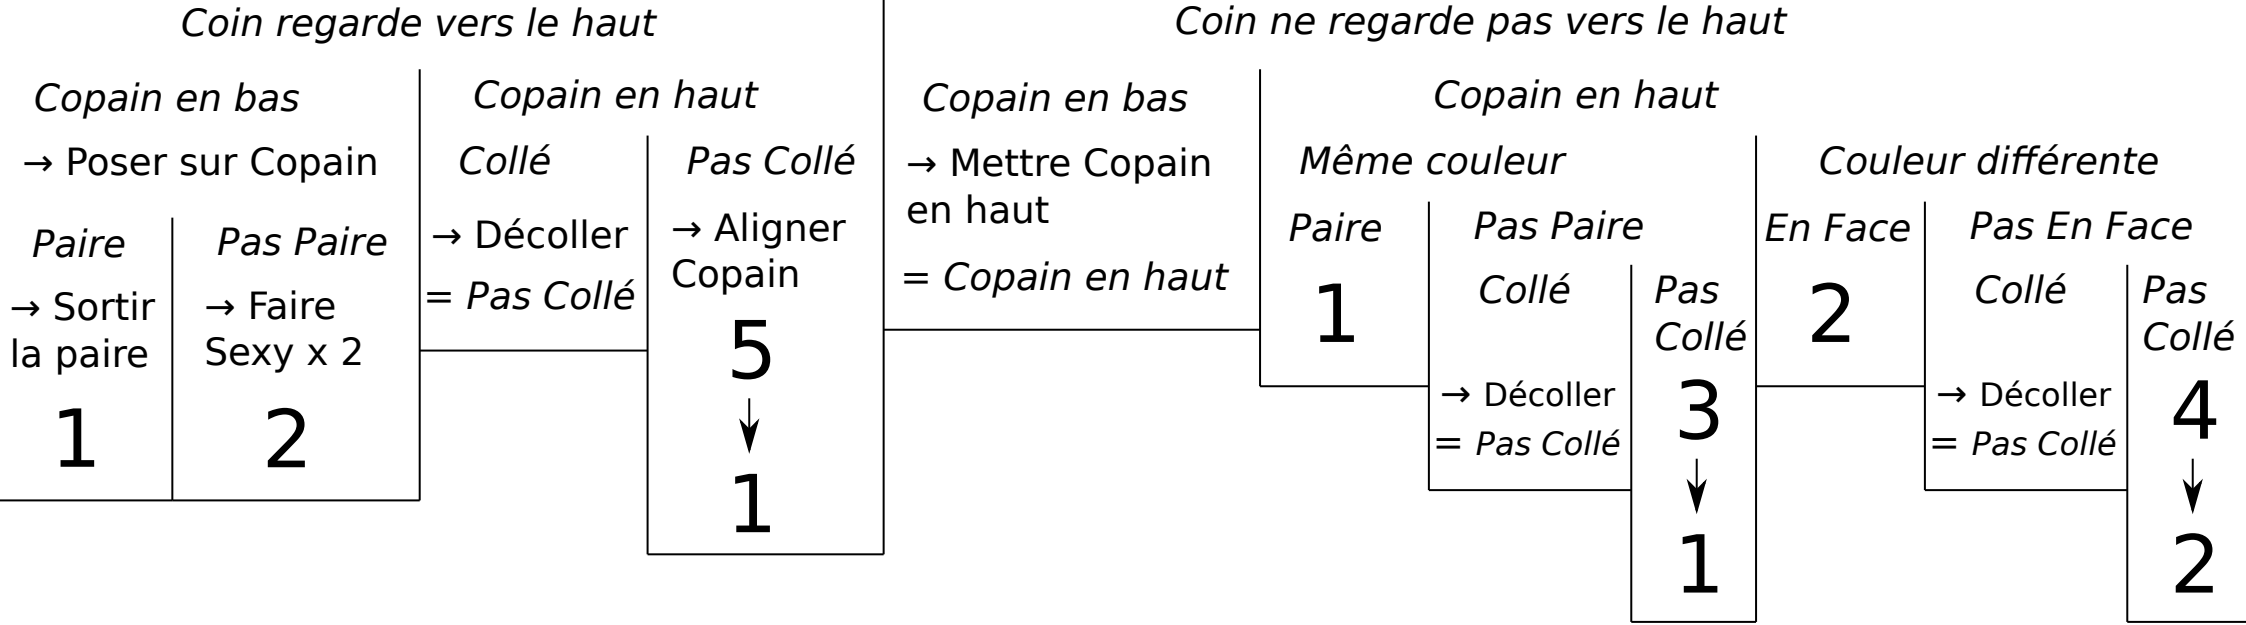 Coin regarde vers le haut
Copain en bas
→ Poser sur Copain
Paire
→ Sortir
la paire
1
Pas Paire
→ Faire
Sexy x 2
2
Copain en haut
Collé
→ Décoller
= Pas Collé
Pas Collé
→ Aligner
Copain
5
1
Coin ne regarde pas vers le haut
Copain en bas
→ Mettre Copain
en haut
= Copain en haut
Copain en haut
Même couleur
Paire
1
Pas Paire
Collé
→ Décoller
= Pas Collé
Pas
Collé
3
1
Couleur différente
En Face
2
Pas En Face
Collé
→ Décoller
= Pas Collé
Pas
Collé
4
2